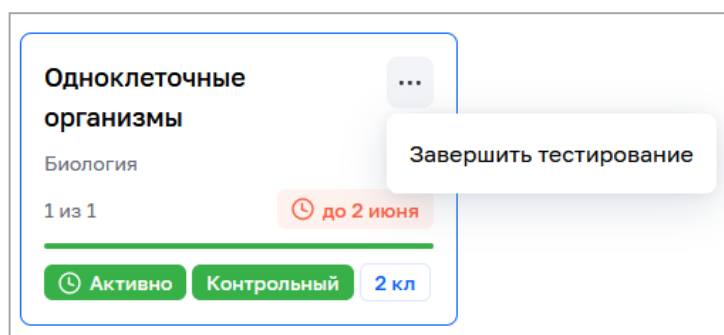 Одноклеточные
организмы
...
Завершить тестирование
Биология
1 из 1
до 2 июня
Активно
Контрольный
2 кл